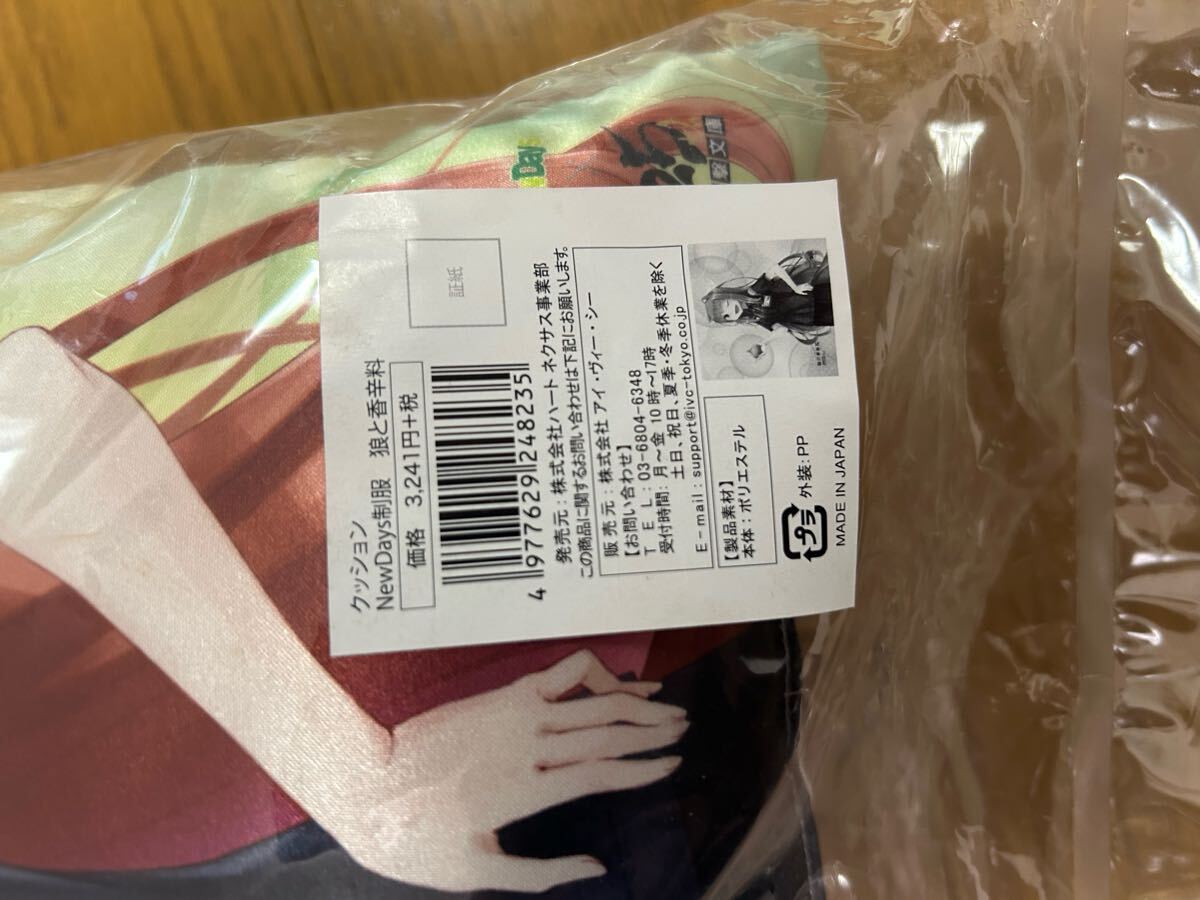 Day
撃文庫
クッション
NewDays制服　狼と香辛料
価格　3,241円+税
証紙
4 977629 248235
発売元：株式会社ハート ネクサス事業部
この商品に関するお問い合わせは下記にお願いします。
販売元：株式会社 アイ・ヴィー・シー
【お問い合わせ】
TEL：03-6804-6348
受付時間：月～金 10時～17時
土日、祝日、夏季・冬季休業を除く
E-mail：support@ivc-tokyo.co.jp
【製品素材】
本体：ポリエステル
プラ
外装：PP
MADE IN JAPAN